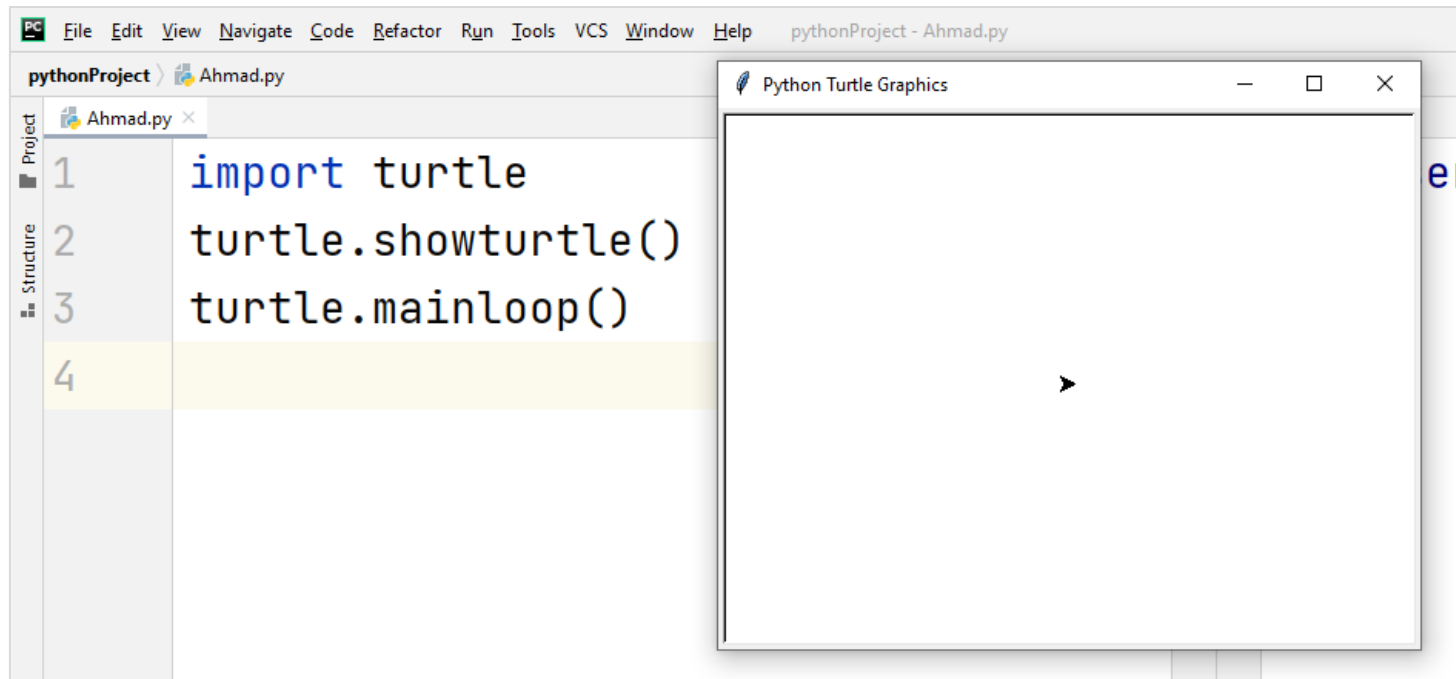 PC File Edit View Navigate Code Refactor Run Tools VCS Window Help pythonProject - Ahmad.py
pythonProject Ahmad.py
Python Turtle Graphics
Ahmad.py
Project
Structure
1 import turtle
2 turtle.showturtle()
3 turtle.mainloop()
4